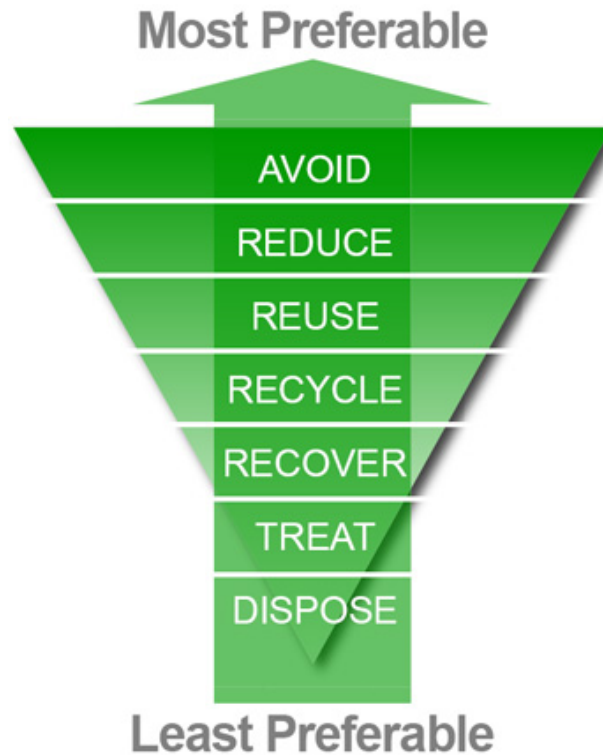 Most Preferable
AVOID
REDUCE
REUSE
RECYCLE
RECOVER
TREAT
DISPOSE
Least Preferable